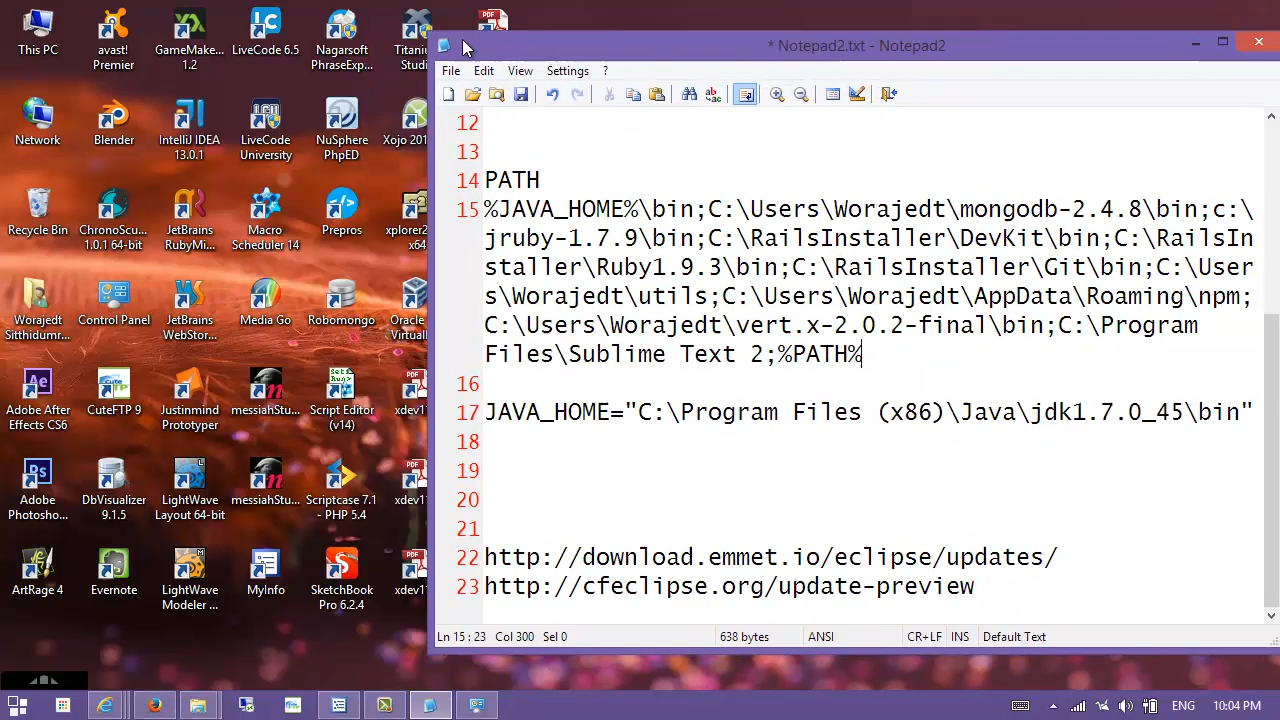 This PC
avast!
Premier
GameMake...
1.2
LiveCode 6.5
Nagarsoft
PhraseExp...
Titaniu
Studi
Network
Blender
IntelliJ IDEA
13.0.1
LiveCode
University
NuSphere
PhpED
Xojo 201
Recycle Bin
ChronoScu...
1.0.1 64-bit
JetBrains
RubyMi...
Macro
Scheduler 14
Prepros
xplorer2
x64
Worajedt
Sitthidumr...
Control Panel
JetBrains
WebStor...
Media Go
Robomongo
Oracle
Virtuall
Adobe After
Effects CS6
CuteFTP 9
Justinmind
Prototyper
messiahStu...
Script Editor
(v14)
xdev1
Adobe
Photosho...
DbVisualizer
9.1.5
LightWave
Layout 64-bit
messiahStu...
Scriptcase 7.1
- PHP 5.4
xdev1
ArtRage 4
Evernote
LightWave
Modeler ...
MyInfo
SketchBook
Pro 6.2.4
xdev1
* Notepad2.txt - Notepad2
File Edit View Settings ?
12
13
14 PATH
15 %JAVA_HOME%\bin;C:\Users\Worajedt\mongodb-2.4.8\bin;c:\
jruby-1.7.9\bin;C:\RailsInstaller\DevKit\bin;C:\RailsIn
staller\Ruby1.9.3\bin;C:\RailsInstaller\Git\bin;C:\User
s\Worajedt\utils;C:\Users\Worajedt\AppData\Roaming\npm;
C:\Users\Worajedt\vert.x-2.0.2-final\bin;C:\Program
Files\Sublime Text 2;%PATH%
16
17 JAVA_HOME="C:\Program Files (x86)\Java\jdk1.7.0_45\bin"
18
19
20
21
22 http://download.emmet.io/eclipse/updates/
23 http://cfeclipse.org/update-preview
Ln 15 : 23 Col 300 Sel 0 638 bytes ANSI CR+LF INS Default Text
ENG 10:04 PM